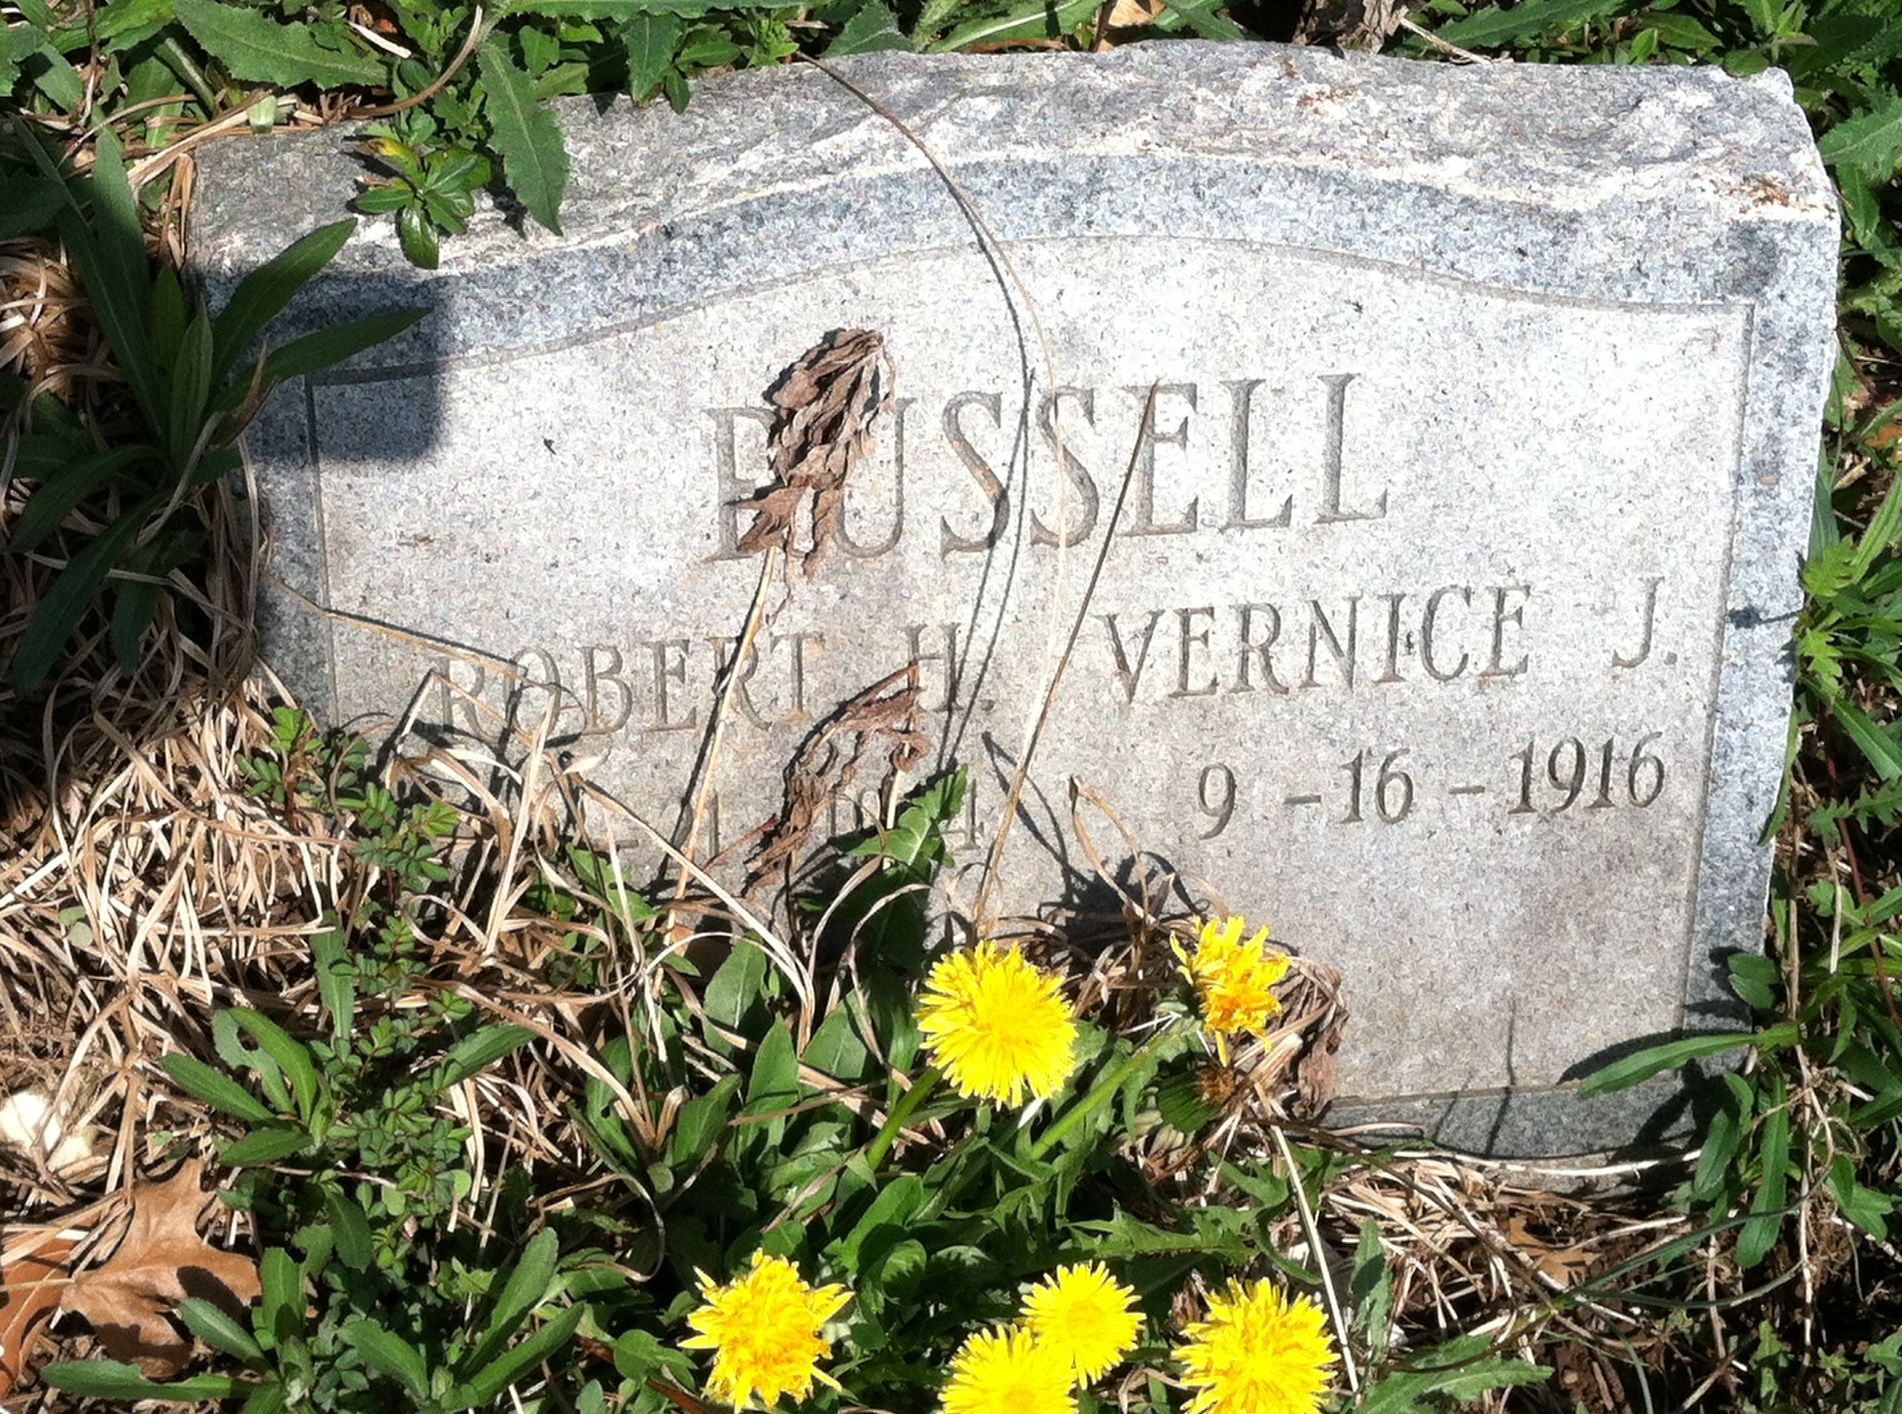 RUSSELL
ROBERT H. VERNICE J.
9 - 16 - 1916